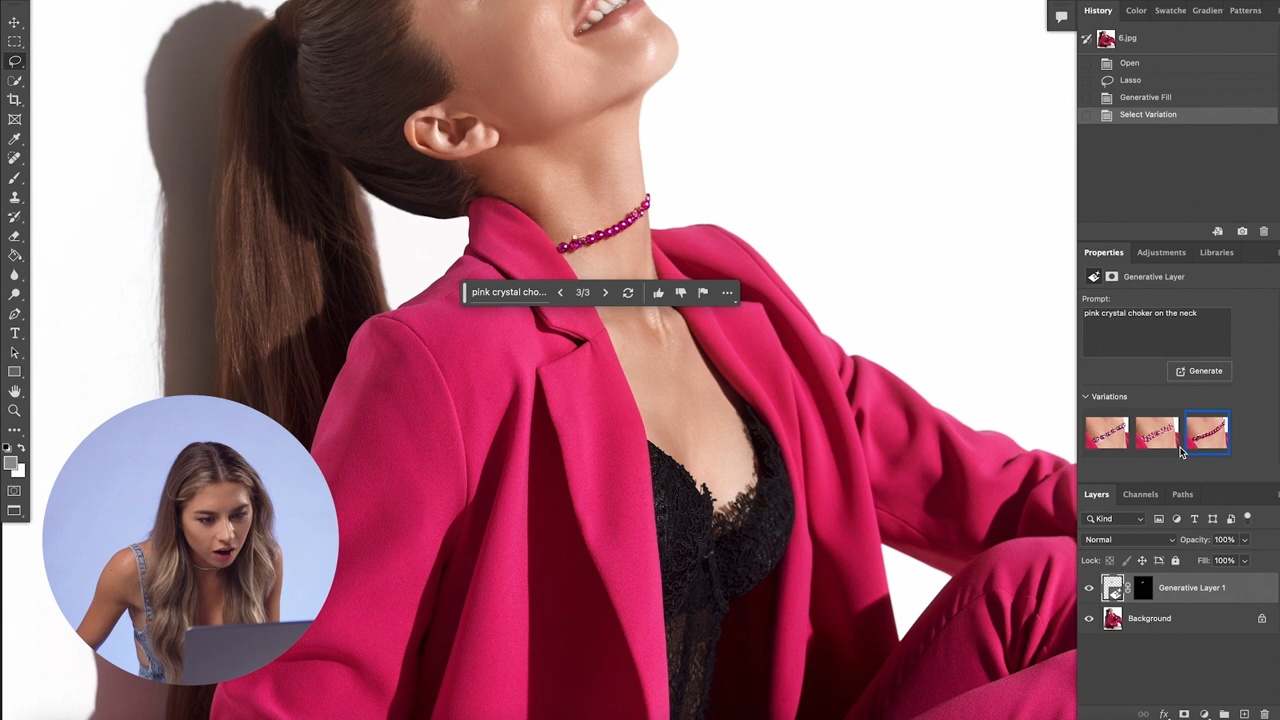 History Color Swatche Gradien Patterns
6.jpg
Open
Lasso
Generative Fill
Select Variation
Properties Adjustments Libraries
Generative Layer
Prompt:
pink crystal choker on the neck
Generate
Variations
pink crystal cho... 3/3
Layers Channels Paths
Kind
Normal Opacity: 100%
Lock: Fill: 100%
Generative Layer 1
Background
T
fx